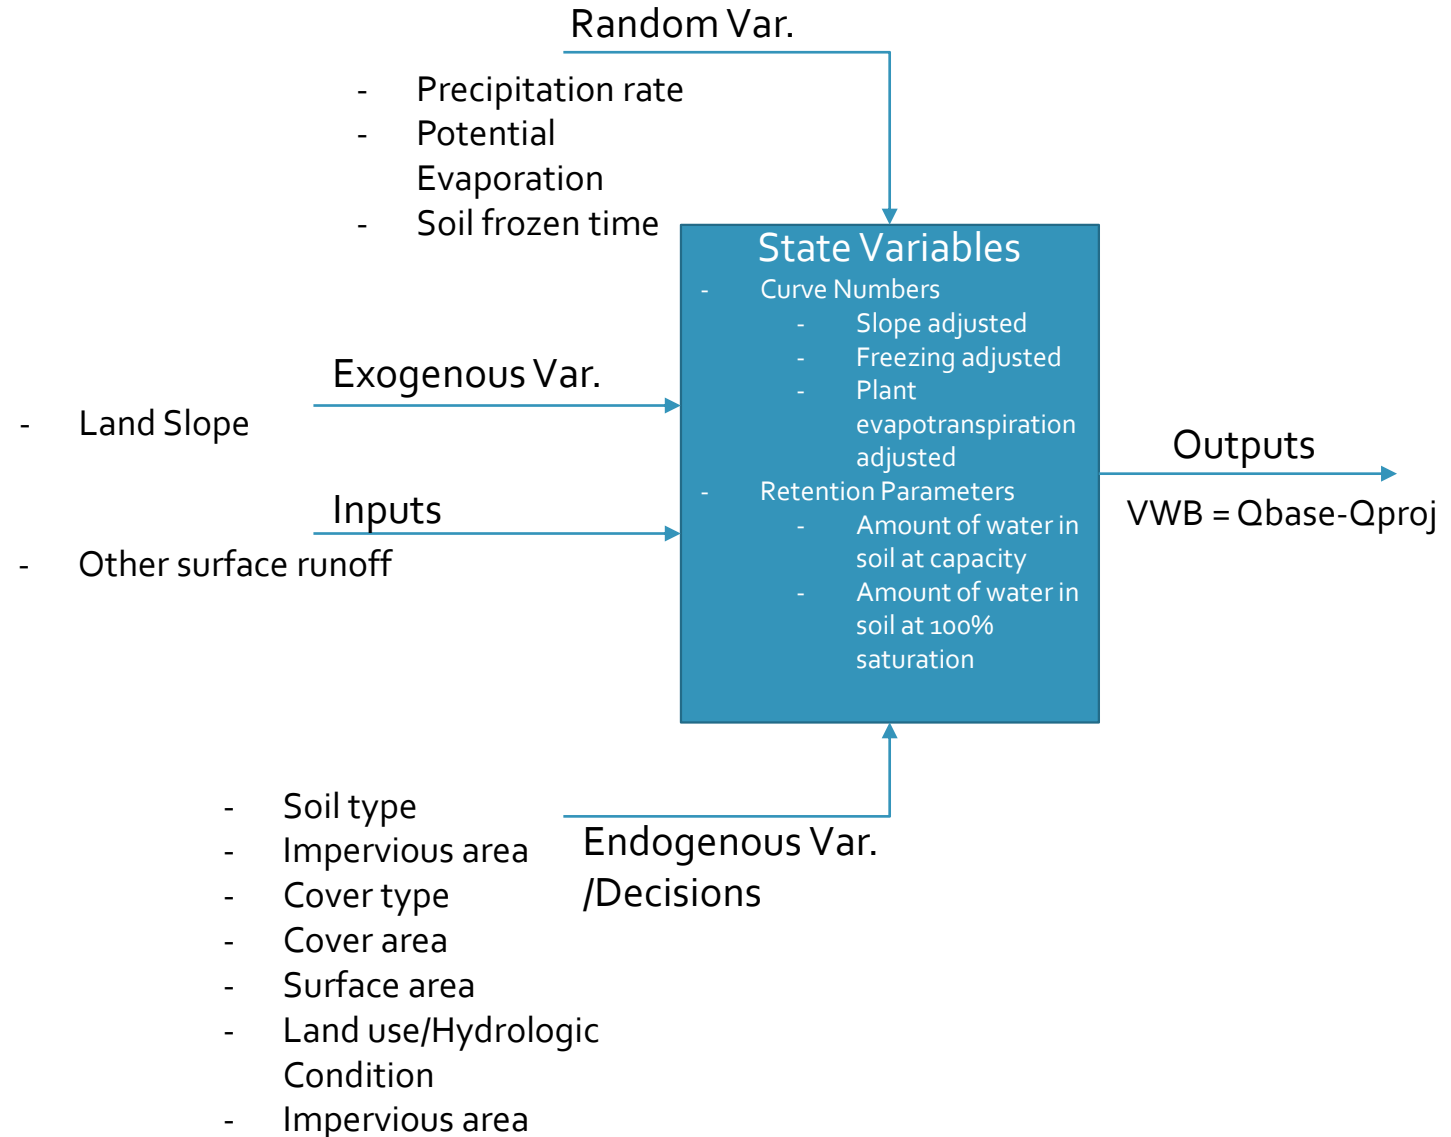 Random Var.
- Precipitation rate
- Potential
Evaporation
- Soil frozen time
State Variables
- Curve Numbers
- Slope adjusted
- Freezing adjusted
- Plant
evapotranspiration
adjusted
- Retention Parameters
- Amount of water in
soil at capacity
- Amount of water in
soil at 100%
saturation
Exogenous Var.
- Land Slope
Inputs
- Other surface runoff
Outputs
VWB = Qbase-Qproj
- Soil type
- Impervious area
- Cover type
- Cover area
- Surface area
- Land use/Hydrologic
Condition
- Impervious area
Endogenous Var.
/Decisions